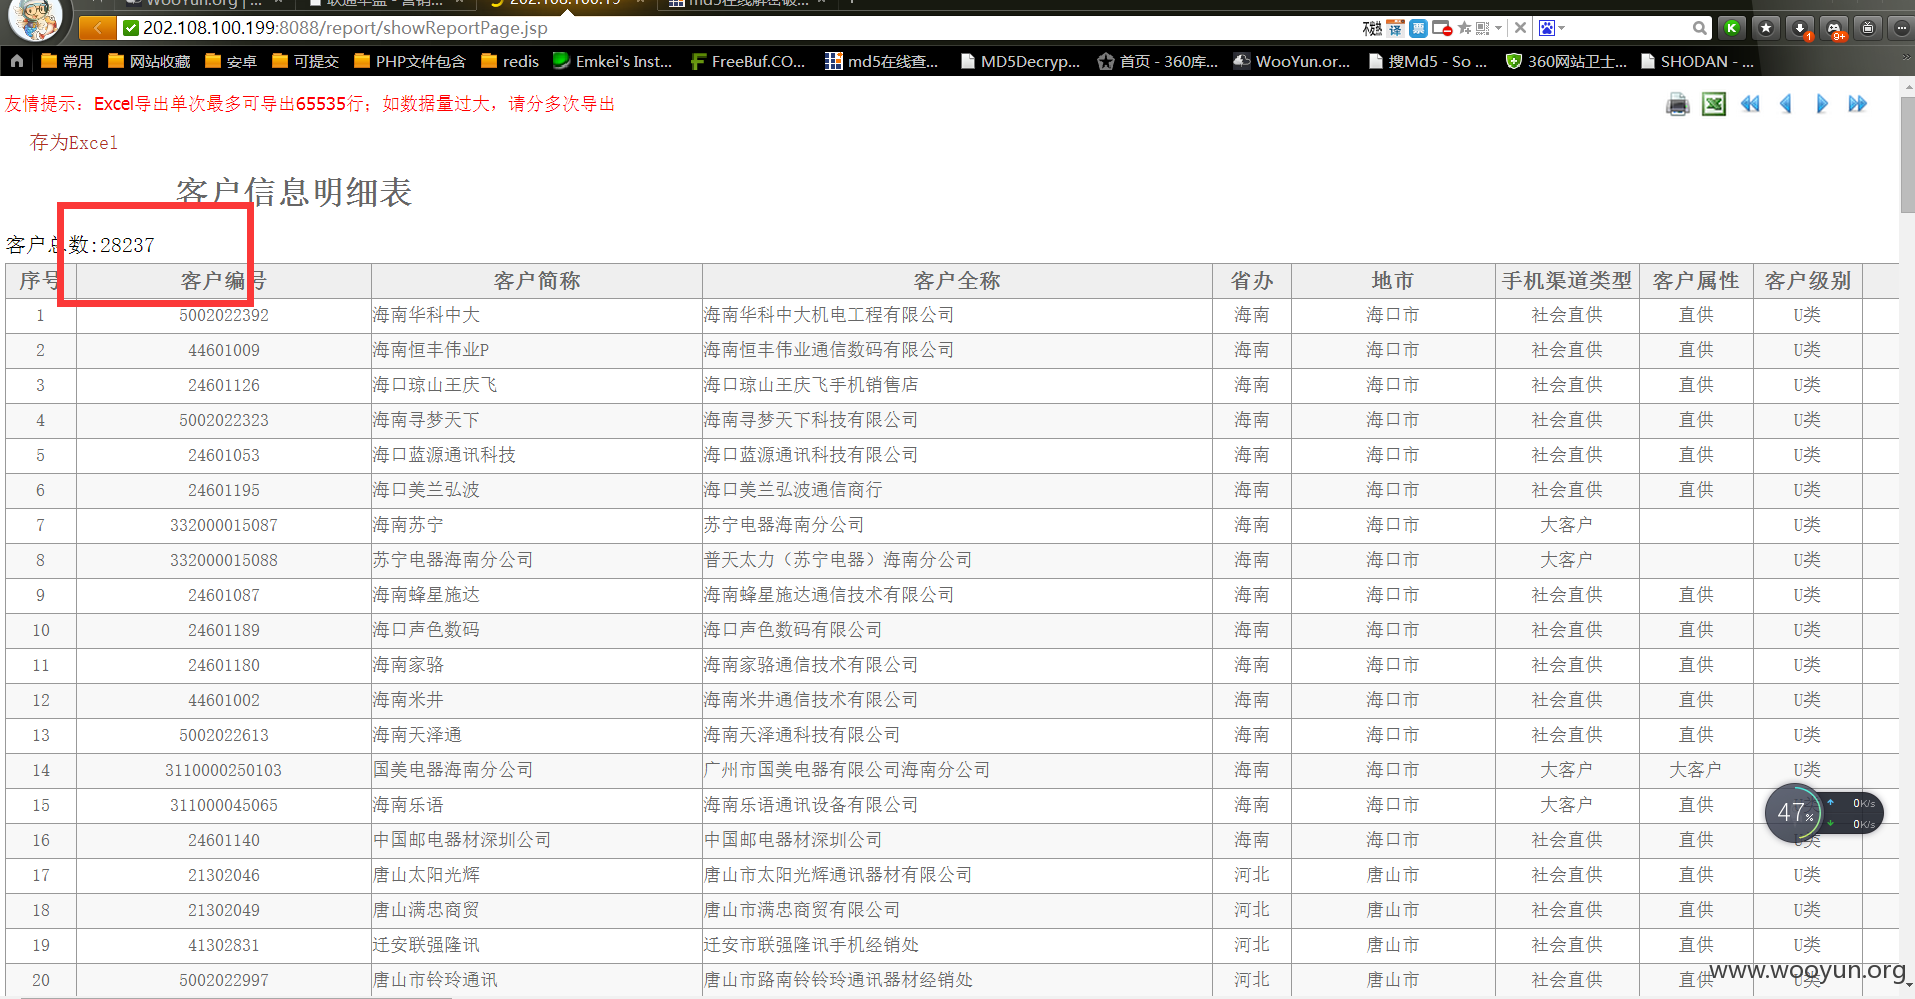 WooYun.org | ...
202.108.100.19
202.108.100.199:8088/report/showReportPage.jsp
常用 网站收藏 安卓 可提交 PHP文件包含 redis Emkei's Inst... FreeBuf.CO... md5在线查... MD5Decryp... 首页 - 360库... WooYun.or... 搜Md5 - So ... 360网站卫士... SHODAN - ...
友情提示：Excel导出单次最多可导出65535行；如数据量过大，请分多次导出
存为Excel
客户信息明细表
客户总数:28237
序号 客户编号 客户简称 客户全称 省办 地市 手机渠道类型 客户属性 客户级别
1 5002022392 海南华科中大 海南华科中大机电工程有限公司 海南 海口市 社会直供 直供 U类
2 44601009 海南恒丰伟业P 海南恒丰伟业通信数码有限公司 海南 海口市 社会直供 直供 U类
3 24601126 海口琼山王庆飞 海口琼山王庆飞手机销售店 海南 海口市 社会直供 直供 U类
4 5002022323 海南寻梦天下 海南寻梦天下科技有限公司 海南 海口市 社会直供 直供 U类
5 24601053 海口蓝源通讯科技 海口蓝源通讯科技有限公司 海南 海口市 社会直供 直供 U类
6 24601195 海口美兰弘波 海口美兰弘波通信商行 海南 海口市 社会直供 直供 U类
7 332000015087 海南苏宁 苏宁电器海南分公司 海南 海口市 大客户 U类
8 332000015088 苏宁电器海南分公司 普天太力（苏宁电器）海南分公司 海南 海口市 大客户 U类
9 24601087 海南蜂星施达 海南蜂星施达通信技术有限公司 海南 海口市 社会直供 直供 U类
10 24601189 海口声色数码 海口声色数码有限公司 海南 海口市 社会直供 直供 U类
11 24601180 海南家骆 海南家骆通信技术有限公司 海南 海口市 社会直供 直供 U类
12 44601002 海南米井 海南米井通信技术有限公司 海南 海口市 社会直供 直供 U类
13 5002022613 海南天泽通 海南天泽通科技有限公司 海南 海口市 社会直供 直供 U类
14 3110000250103 国美电器海南分公司 广州市国美电器有限公司海南分公司 海南 海口市 大客户 大客户 U类
15 311000045065 海南乐语 海南乐语通讯设备有限公司 海南 海口市 大客户 直供
47% 0K/s
0K/s
16 24601140 中国邮电器材深圳公司 中国邮电器材深圳公司 海南 海口市 社会直供 直供 U类
17 21302046 唐山太阳光辉 唐山市太阳光辉通讯器材有限公司 河北 唐山市 社会直供 直供 U类
18 21302049 唐山满忠商贸 唐山市满忠商贸有限公司 河北 唐山市 社会直供 直供 U类
19 41302831 迁安联强隆讯 迁安市联强隆讯手机经销处 河北 唐山市 社会直供 直供 U类
20 5002022997 唐山市铃玲通讯 唐山市路南铃铃玲通讯器材经销处 河北 唐山市 社会直供 直供 U类
www.wooyun.org